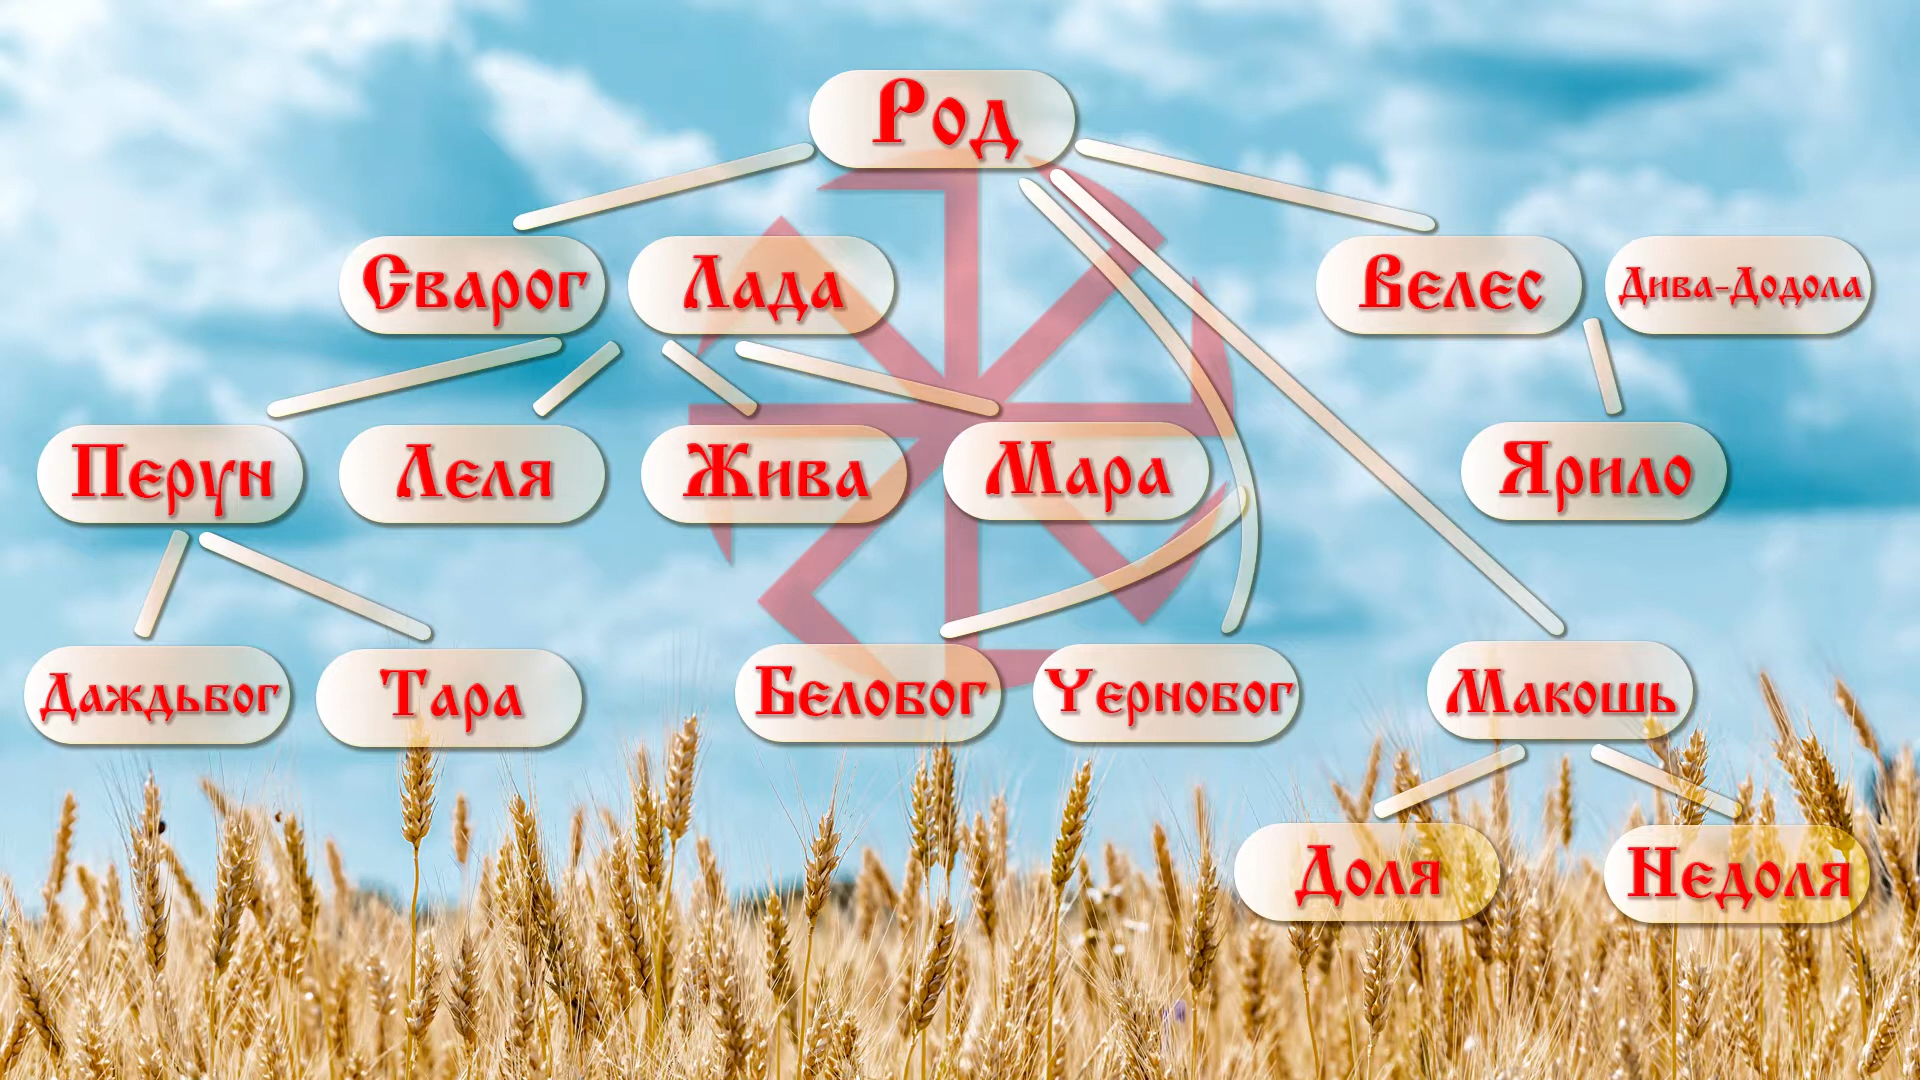 Род
Сварог
Лада
Велес
Дива-Додола
Перун
Леля
Жива
Мара
Ярило
Даждьбог
Тара
Белобог
Чернобог
Макошь
Доля
Недоля